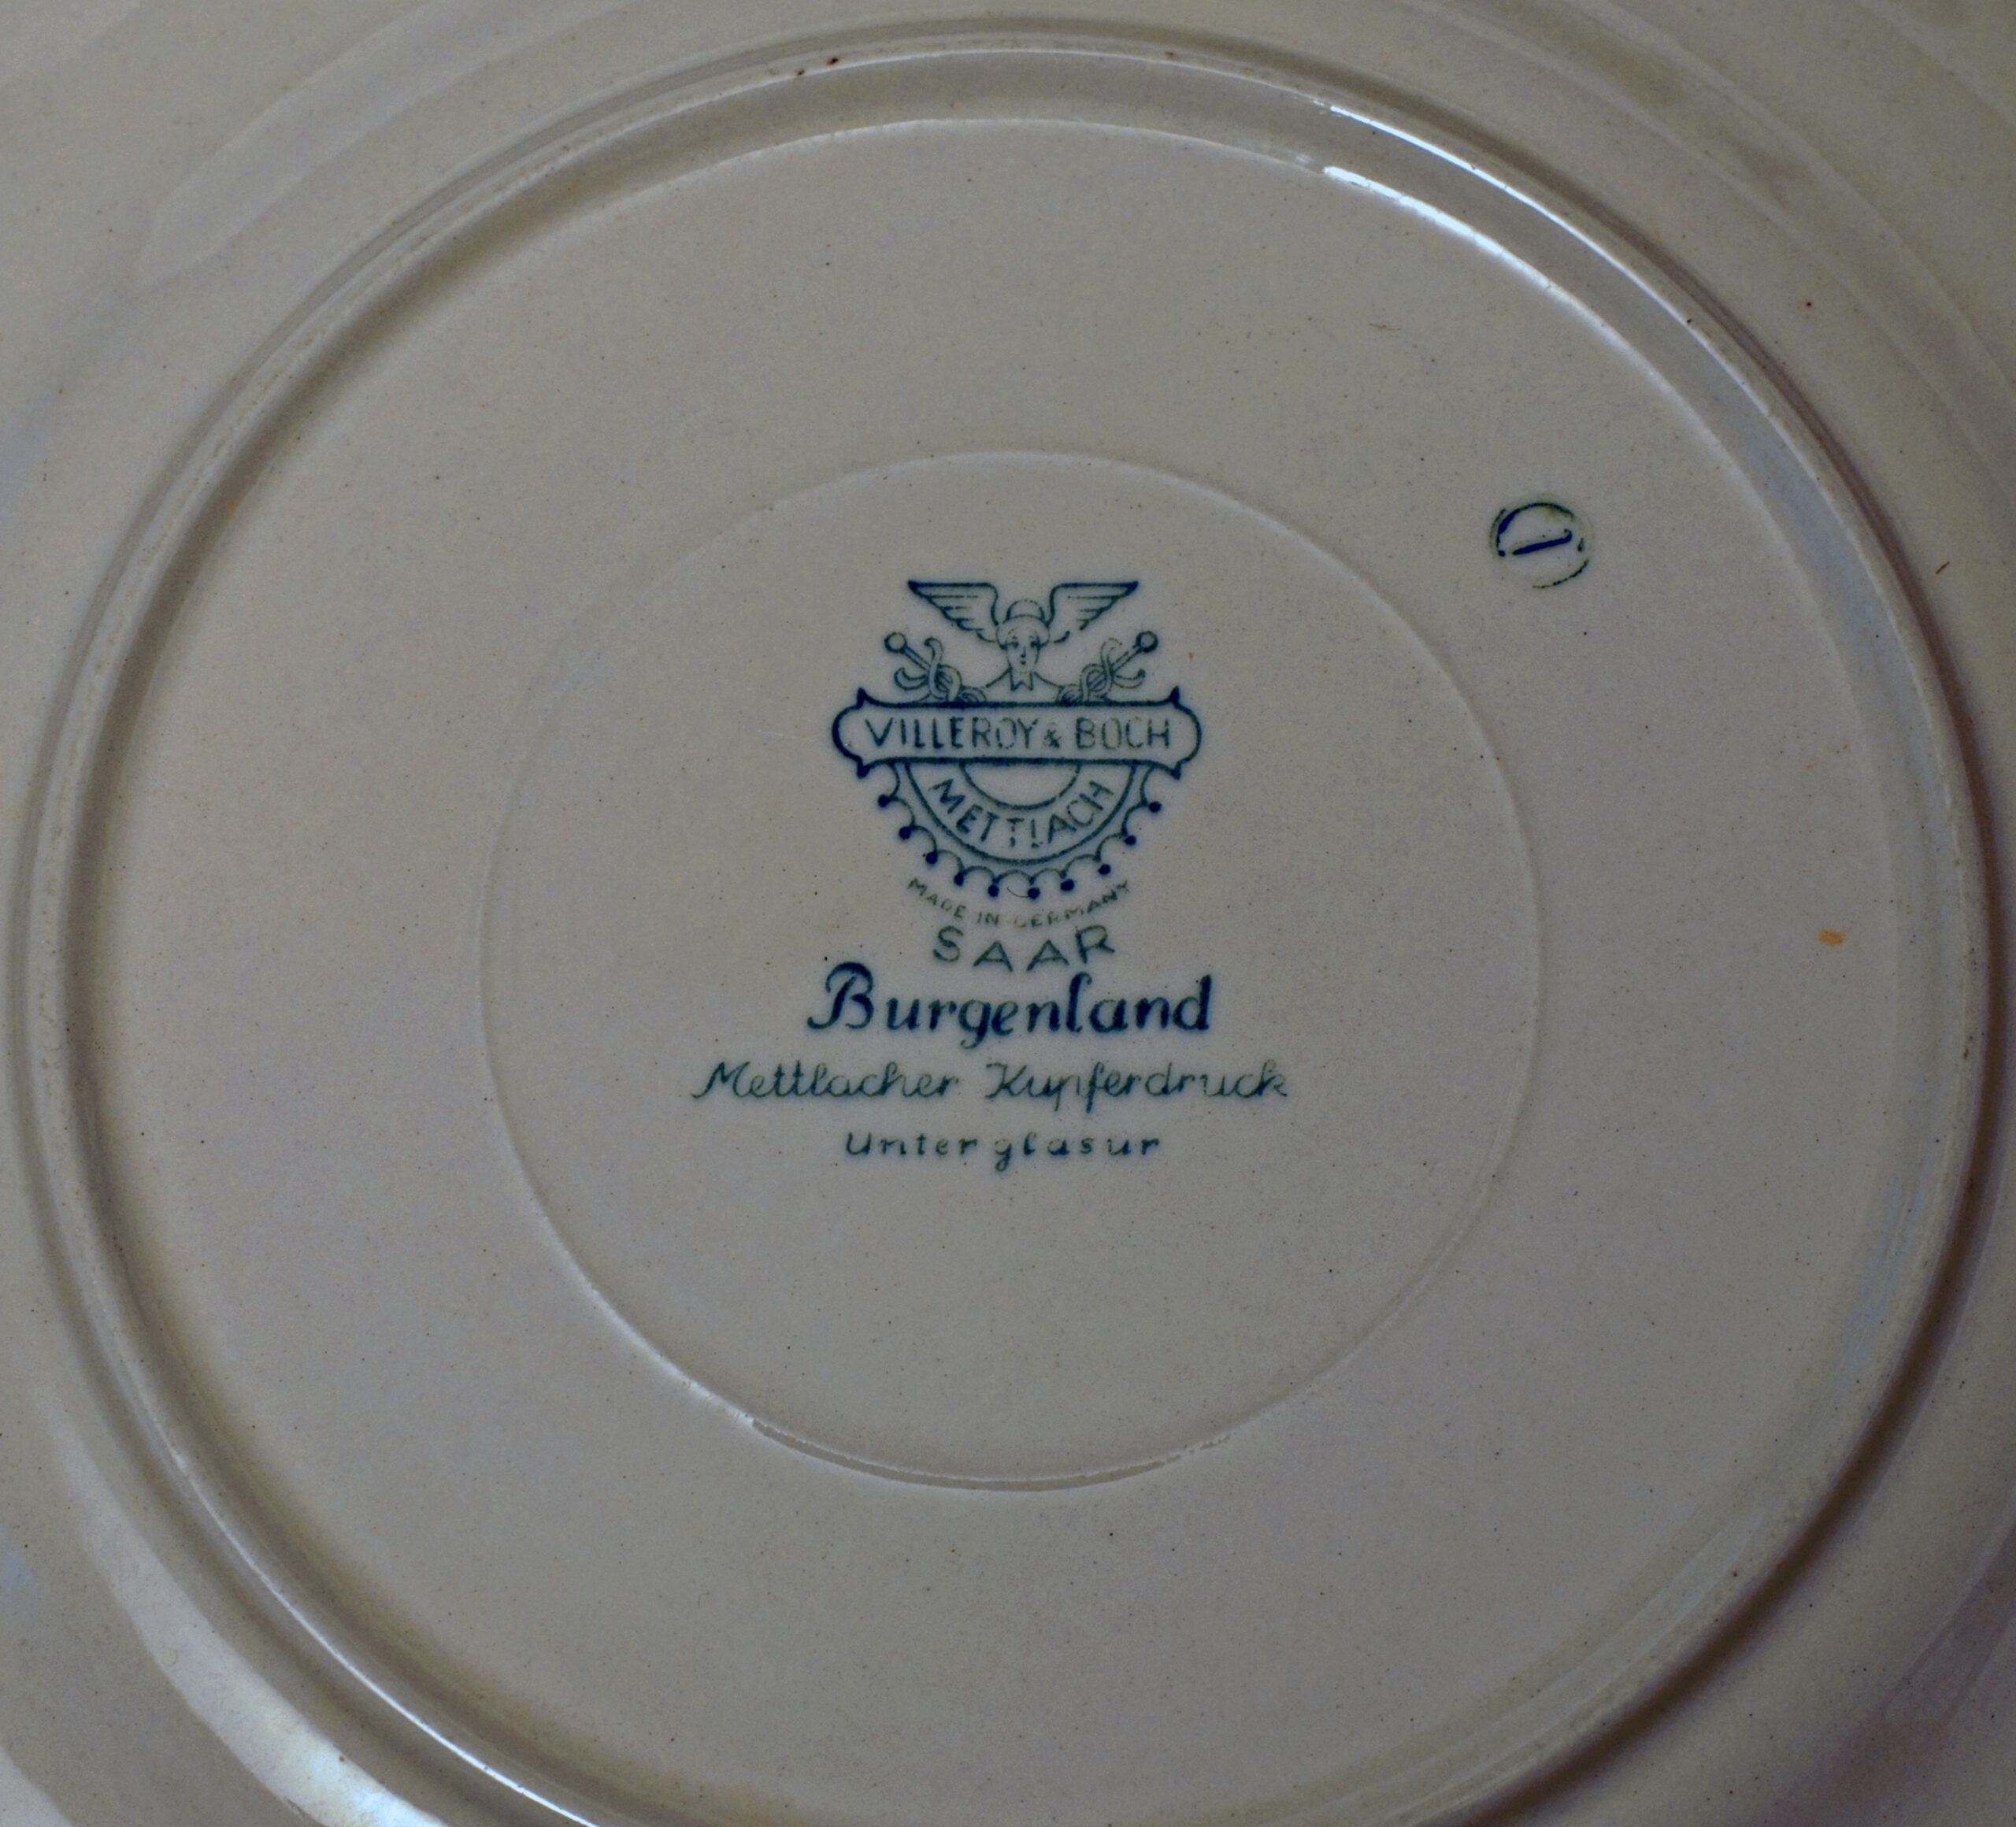 VILLEROY & BOCH
METTLACH
MADE IN GERMANY
SAAR
Burgenland
Mettlacher Kupferdruck
Unterglasur